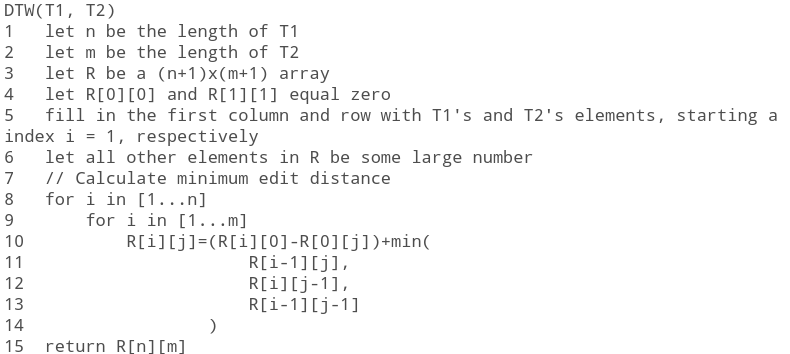 DTW(T1, T2)
1   let n be the length of T1
2   let m be the length of T2
3   let R be a (n+1)x(m+1) array
4   let R[0][0] and R[1][1] equal zero
5   fill in the first column and row with T1's and T2's elements, starting a
index i = 1, respectively
6   let all other elements in R be some large number
7   // Calculate minimum edit distance
8   for i in [1...n]
9       for i in [1...m]
10          R[i][j]=(R[i][0]-R[0][j])+min(
11                      R[i-1][j],
12                      R[i][j-1],
13                      R[i-1][j-1]
14                  )
15  return R[n][m]